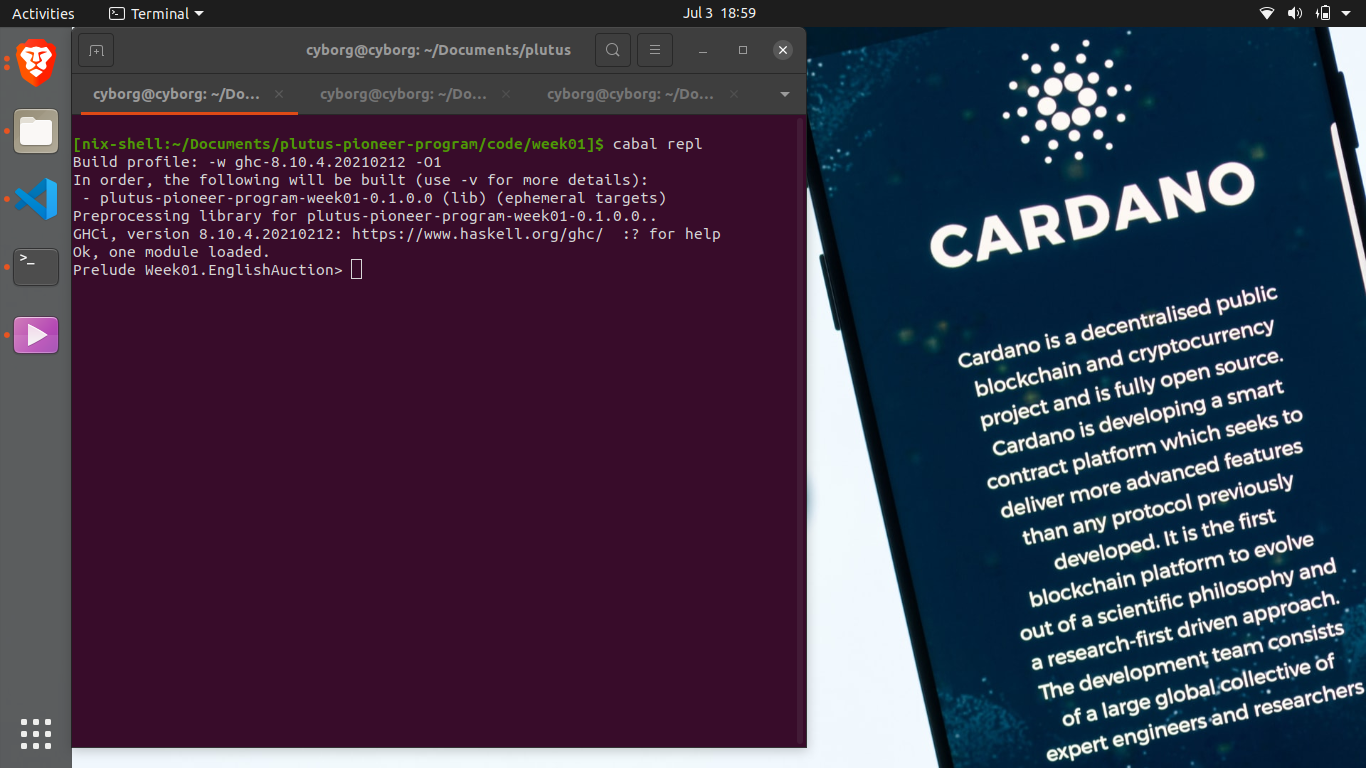 Activities
Terminal
Jul 3 18:59
cyborg@cyborg: ~/Documents/plutus
cyborg@cyborg: ~/Do...
cyborg@cyborg: ~/Do...
cyborg@cyborg: ~/Do...
[nix-shell:~/Documents/plutus-pioneer-program/code/week01]$ cabal repl
Build profile: -w ghc-8.10.4.20210212 -O1
In order, the following will be built (use -v for more details):
 - plutus-pioneer-program-week01-0.1.0.0 (lib) (ephemeral targets)
Preprocessing library for plutus-pioneer-program-week01-0.1.0.0..
GHCi, version 8.10.4.20210212: https://www.haskell.org/ghc/  :? for help
Ok, one module loaded.
Prelude Week01.EnglishAuction>
CARDANO
Cardano is a decentralised public
blockchain and cryptocurrency
project and is fully open source.
Cardano is developing a smart
contract platform which seeks to
deliver more advanced features
than any protocol previously
developed. It is the first
blockchain platform to evolve
out of a scientific philosophy and
a research-first driven approach.
The development team consists
of a large global collective of
expert engineers and researchers